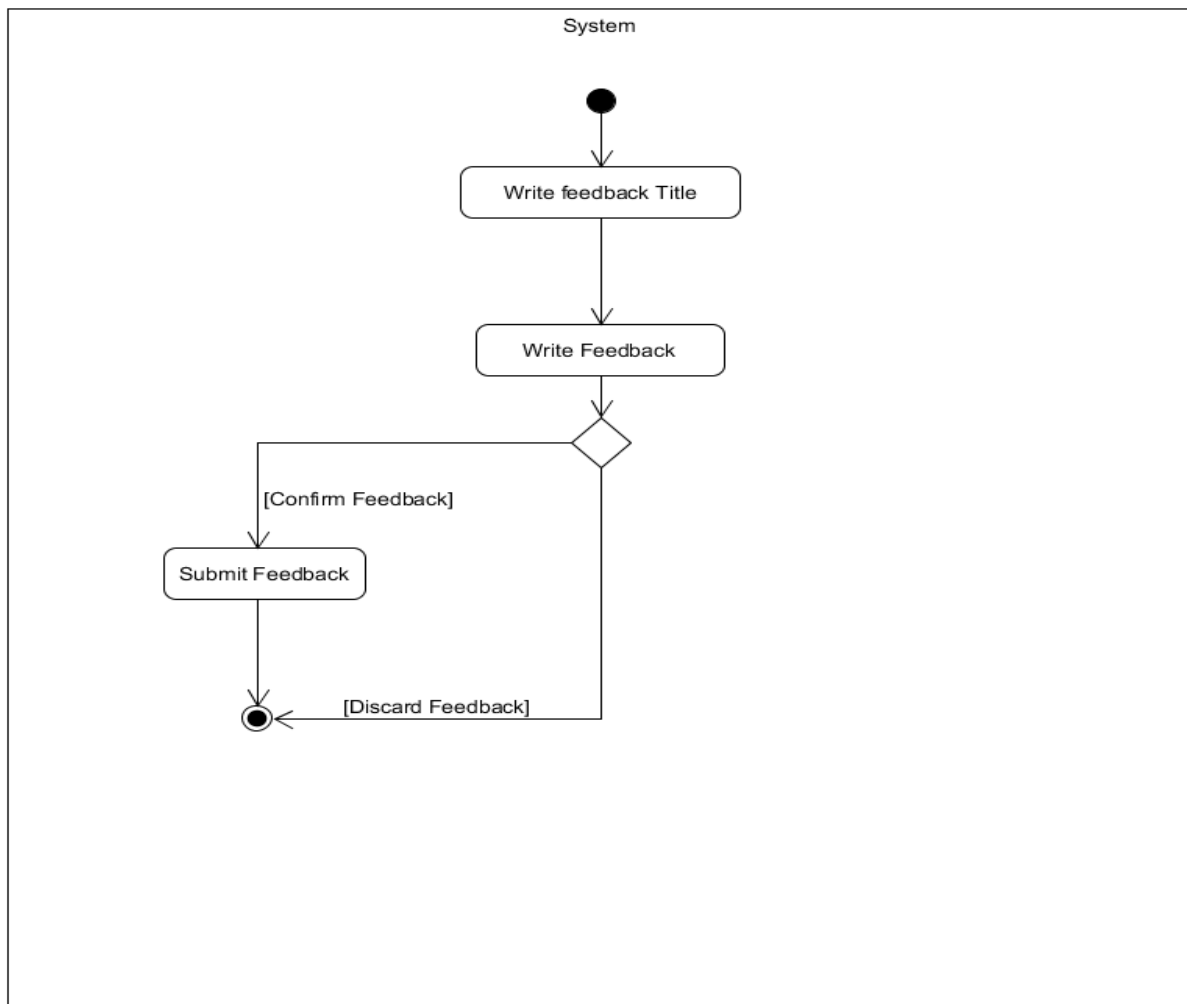 System
Write feedback Title
Write Feedback
[Confirm Feedback]
Submit Feedback
[Discard Feedback]